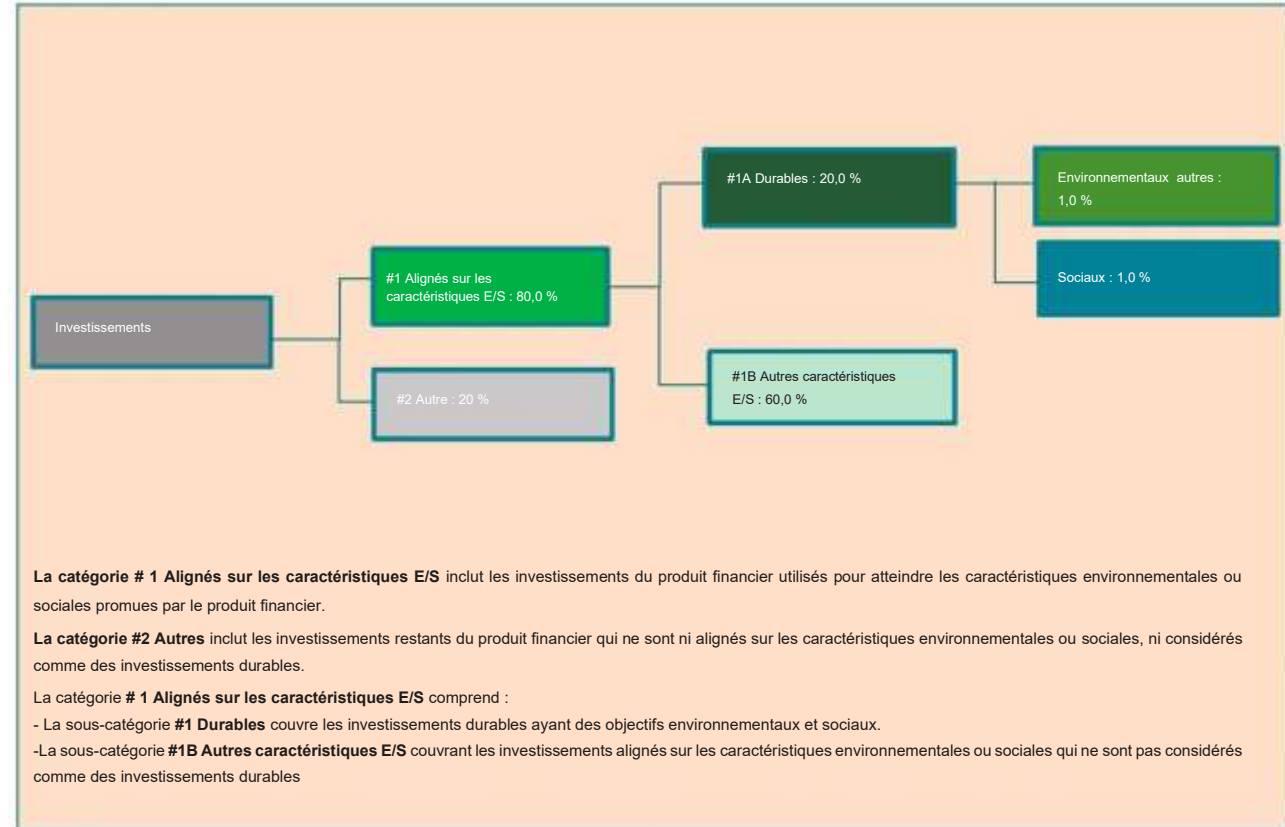 #1A Durables : 20,0 %
Environnementaux autres :
1,0 %
#1 Alignés sur les
caractéristiques E/S : 80,0 %
Sociaux : 1,0 %
Investissements
#1B Autres caractéristiques
E/S : 60,0 %
#2 Autre : 20 %
La catégorie # 1 Alignés sur les caractéristiques E/S inclut les investissements du produit financier utilisés pour atteindre les caractéristiques environnementales ou
sociales promues par le produit financier.
La catégorie #2 Autres inclut les investissements restants du produit financier qui ne sont ni alignés sur les caractéristiques environnementales ou sociales, ni considérés
comme des investissements durables.
La catégorie # 1 Alignés sur les caractéristiques E/S comprend :
- La sous-catégorie #1 Durables couvre les investissements durables ayant des objectifs environnementaux et sociaux.
-La sous-catégorie #1B Autres caractéristiques E/S couvrant les investissements alignés sur les caractéristiques environnementales ou sociales qui ne sont pas considérés
comme des investissements durables